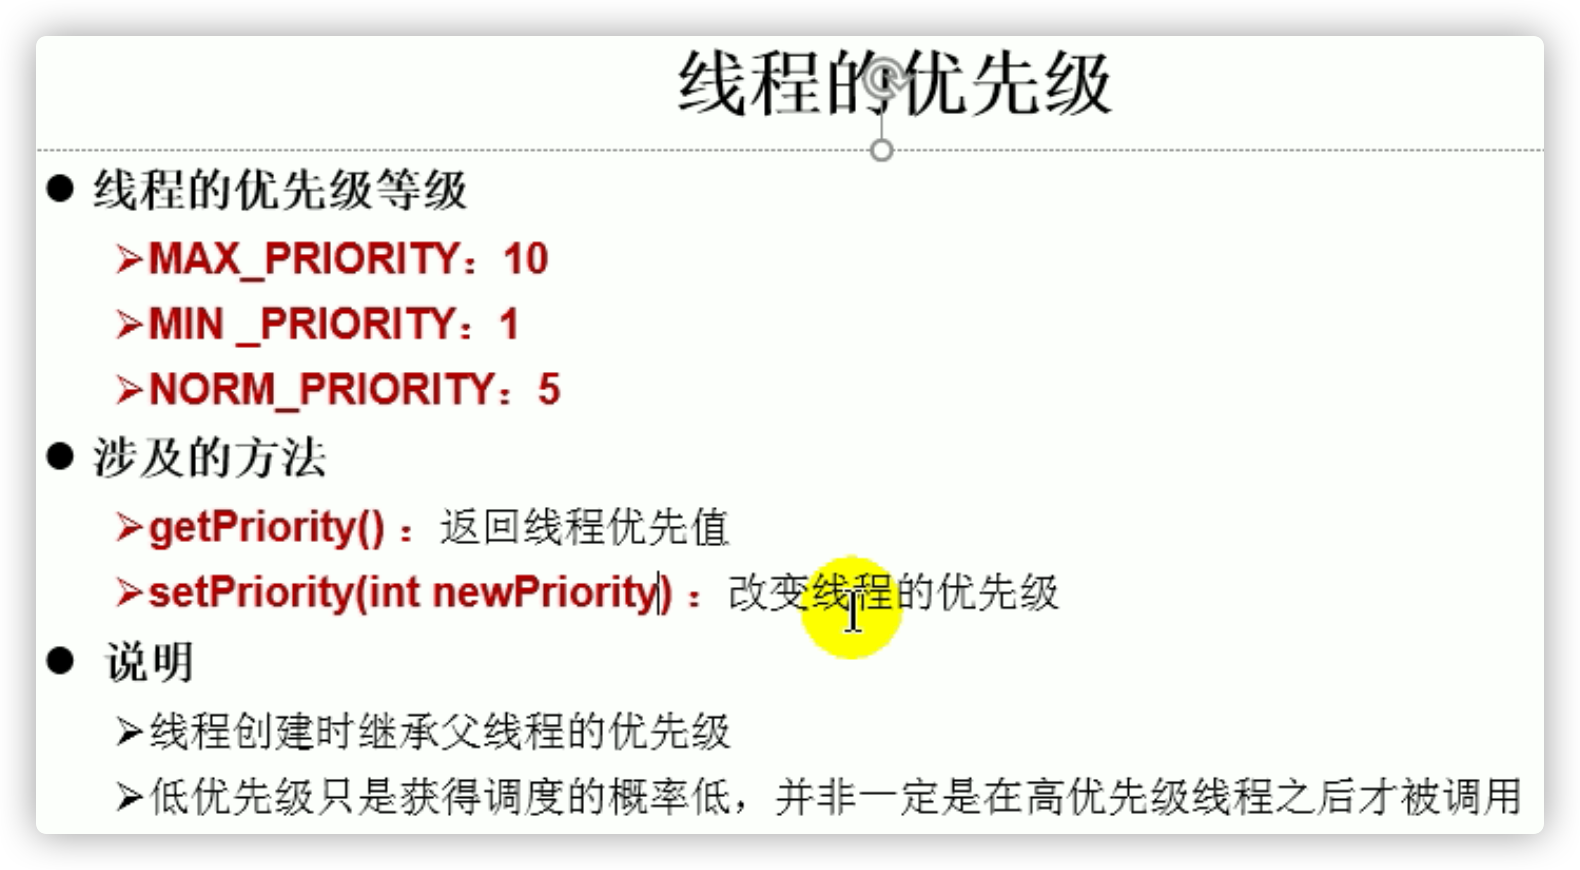 线程的优先级
● 线程的优先级等级
➢MAX_PRIORITY：10
➢MIN _PRIORITY：1
➢NORM_PRIORITY：5
● 涉及的方法
➢getPriority() ：返回线程优先值
➢setPriority(int newPriority) ：改变线程的优先级
● 说明
➢线程创建时继承父线程的优先级
➢低优先级只是获得调度的概率低，并非一定是在高优先级线程之后才被调用